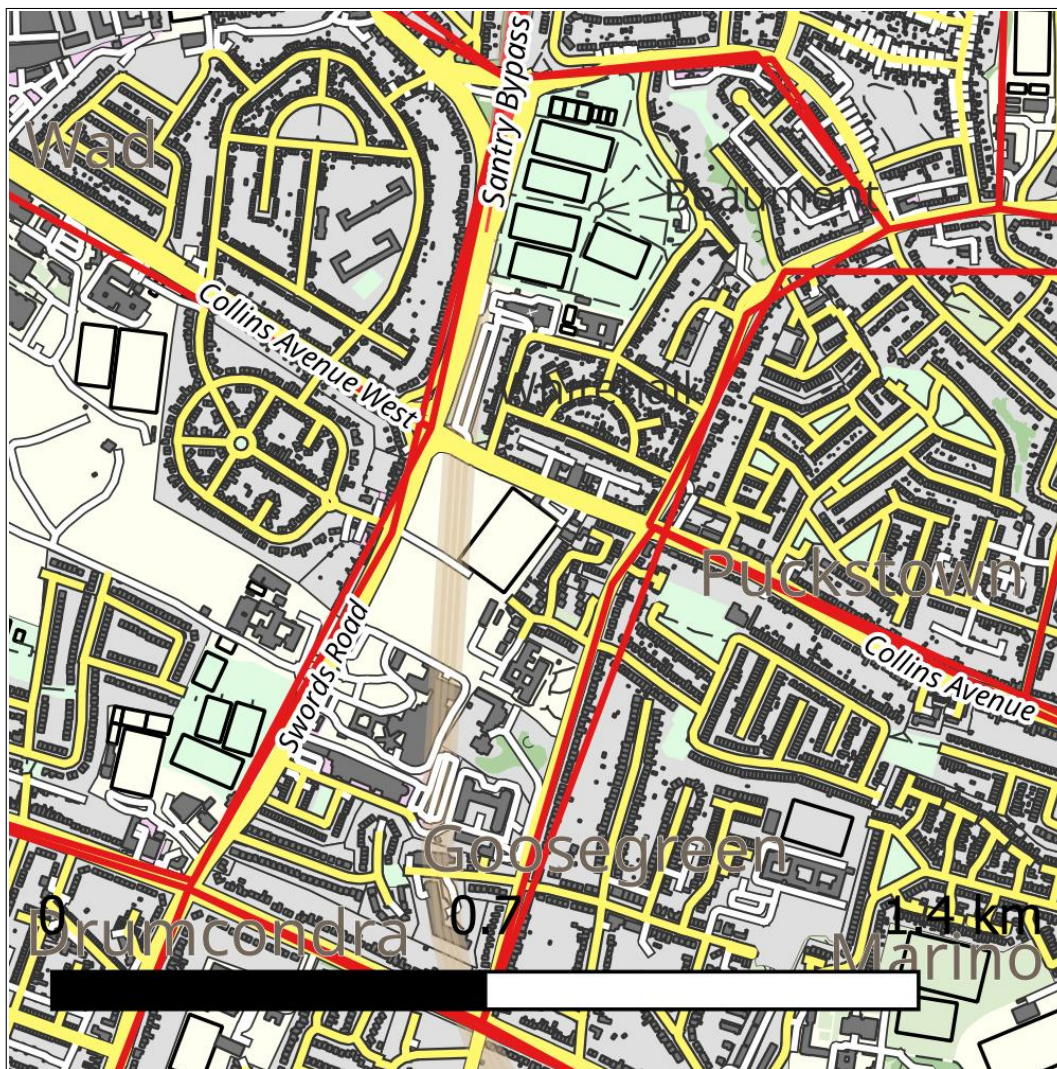 Santry Bypass
Wad
Beaumont
Collins Avenue West
Whitehall
Puckstown
Collins Avenue
Swords Road
Goosegreen
0 0.7 1.4 km
Drumcondra
Marino